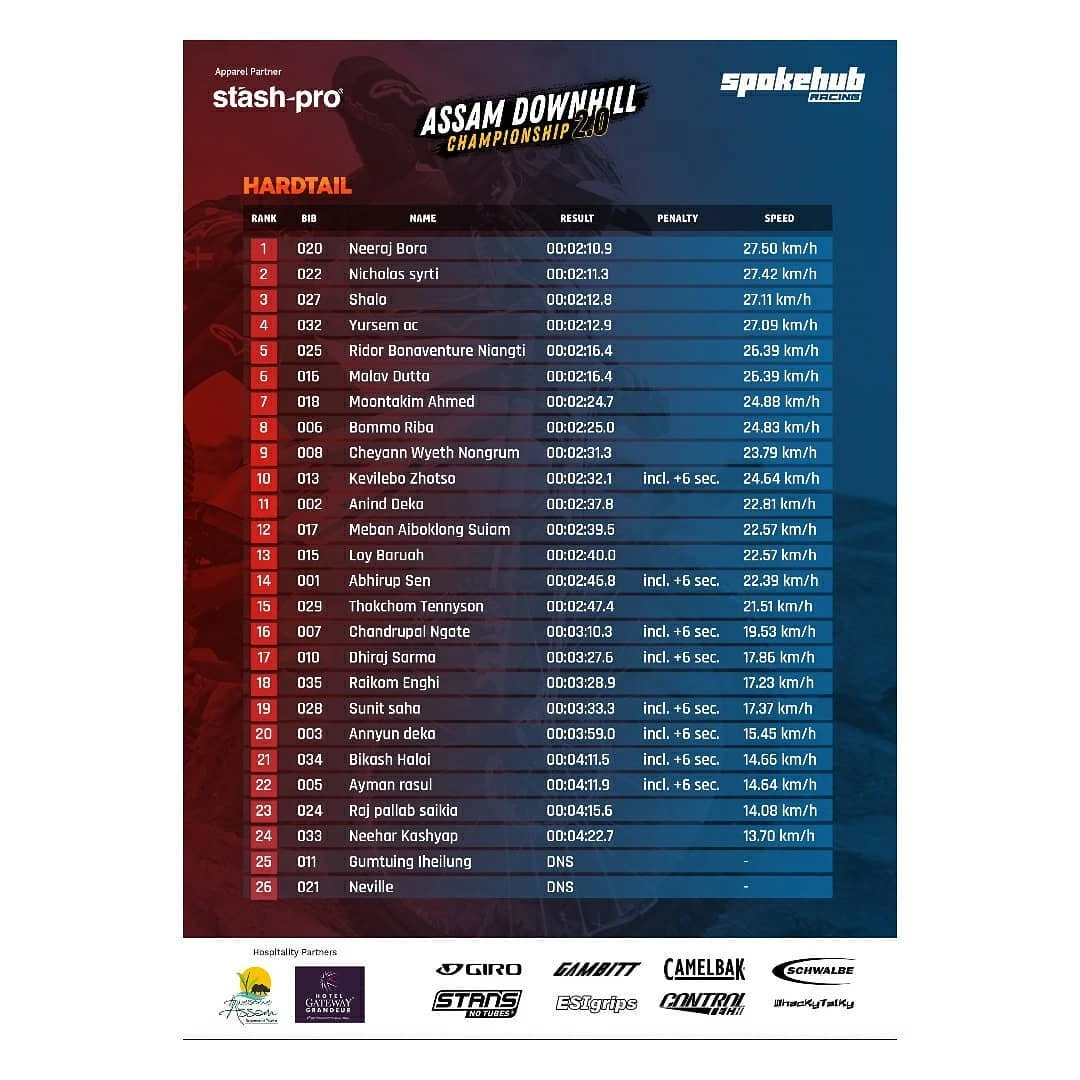 Apparel Partner
stash-pro®
ASSAM DOWNHILL
CHAMPIONSHIP 2.0
spokehub
RACING
HARDTAIL
RANK BIB NAME RESULT PENALTY SPEED
1 020 Neeraj Bora 00:02:10.9 27.50 km/h
2 022 Nicholas syrti 00:02:11.3 27.42 km/h
3 027 Shalo 00:02:12.8 27.11 km/h
4 032 Yursem ac 00:02:12.9 27.09 km/h
5 025 Ridor Bonaventure Niangti 00:02:16.4 26.39 km/h
6 016 Malav Dutta 00:02:16.4 26.39 km/h
7 018 Moontakim Ahmed 00:02:24.7 24.88 km/h
8 006 Bommo Riba 00:02:25.0 24.83 km/h
9 008 Cheyann Wyeth Nongrum 00:02:31.3 23.79 km/h
10 013 Kevilebo Zhotso 00:02:32.1 incl. +6 sec. 24.64 km/h
11 002 Anind Deka 00:02:37.8 22.81 km/h
12 017 Meban Aiboklong Suiam 00:02:39.5 22.57 km/h
13 015 Loy Baruah 00:02:40.0 22.57 km/h
14 001 Abhirup Sen 00:02:46.8 incl. +6 sec. 22.39 km/h
15 029 Thokchom Tennyson 00:02:47.4 21.51 km/h
16 007 Chandrupal Ngate 00:03:10.3 incl. +6 sec. 19.53 km/h
17 010 Dhiraj Sarma 00:03:27.6 incl. +6 sec. 17.86 km/h
18 035 Raikom Enghi 00:03:28.9 17.23 km/h
19 028 Sunit saha 00:03:33.3 incl. +6 sec. 17.37 km/h
20 003 Annyun deka 00:03:59.0 incl. +6 sec. 15.45 km/h
21 034 Bikash Haloi 00:04:11.5 incl. +6 sec. 14.66 km/h
22 005 Ayman rasul 00:04:11.9 incl. +6 sec. 14.64 km/h
23 024 Raj pallab saikia 00:04:15.6 14.08 km/h
24 033 Neehar Kashyap 00:04:22.7 13.70 km/h
25 011 Gumtuing Iheilung DNS -
26 021 Neville DNS -
Hospitality Partners
Awesome
Assam
HOTEL
GATEWAY
GRANDEUR
GIRO GAMBITT CAMELBAK SCHWALBE
STANS
NO TUBES
ESIgrips
CONTROL
TECH
WhackyTalky